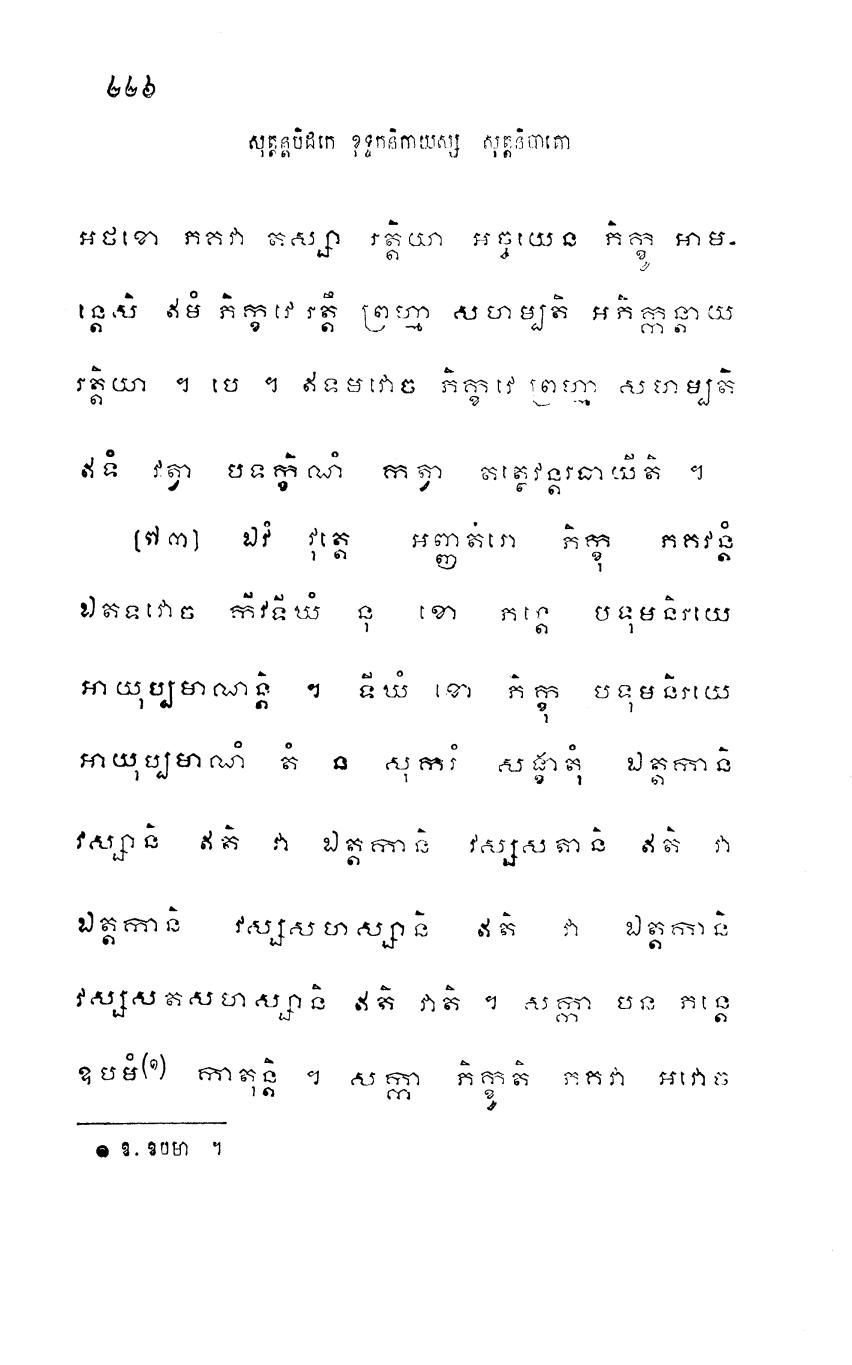 ២២៦
សុត្តន្តបិដកេ ខុទ្ទកនិកាយស្ស សុត្តនិបាតោ
អថខោ ភគវា តស្សា រត្តិយា អច្ចយេន ភិក្ខូ អាម-
ន្តេសិ ឥមំ ភិក្ខវេ រត្តឹ ព្រហ្មា សហម្បតិ អភិក្កន្តាយ
រត្តិយា ។ បេ ។ ឥទមវោច ភិក្ខវេ ព្រហ្មា សហម្បតិ
ឥទំ វត្វា បទក្ខិណំ កត្វា តត្ថេវន្តរធាយីតិ ។
[៧៣] ឯវំ វុត្តេ អញ្ញតរោ ភិក្ខុ ភគវន្តំ
ឯតទវោច កីវទីឃំ នុ ខោ ភន្តេ បទុមនិរយេ
អាយុប្បមាណន្តិ ។ ទីឃំ ខោ ភិក្ខុ បទុមនិរយេ
អាយុប្បមាណំ តំ ន សុករំ សង្ខាតុំ ឯត្តកានិ
វស្សានិ ឥតិ វា ឯត្តកានិ វស្សសតានិ ឥតិ វា
ឯត្តកានិ វស្សសហស្សានិ ឥតិ វា ឯត្តកានិ
វស្សសតសហស្សានិ ឥតិ វាតិ ។ សក្កា បន ភន្តេ
ឧបមំ(១) កាតុន្តិ ។ សក្កា ភិក្ខូតិ ភគវា អវោច
១ ឱ. ឧបមា ។